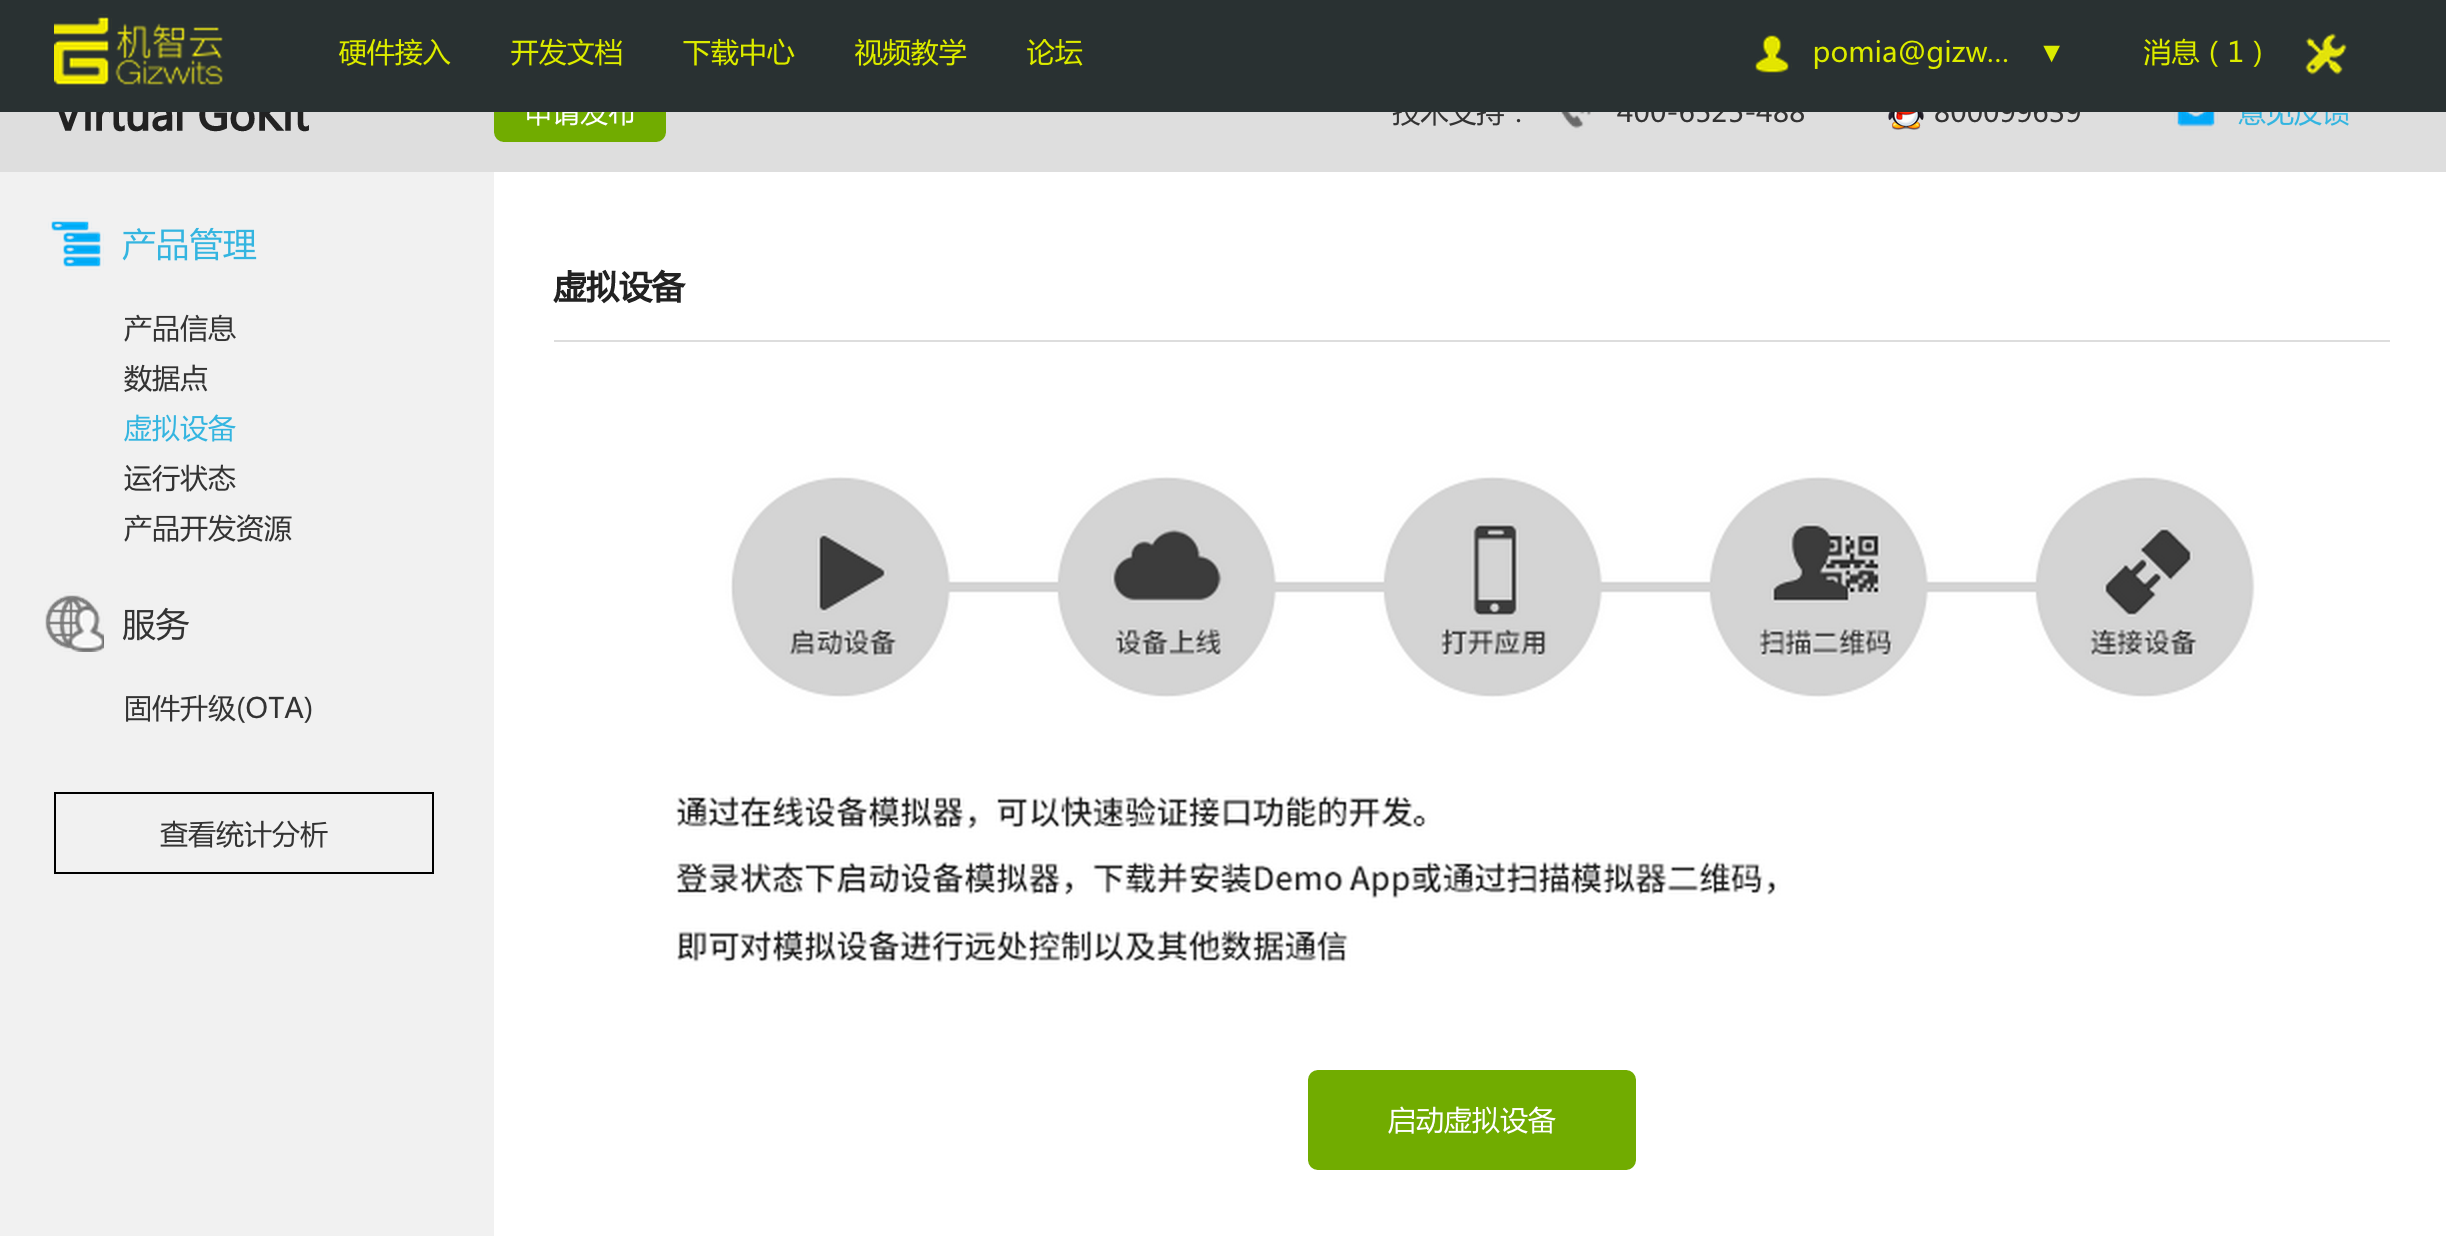 机智云
Gizwits
硬件接入 开发文档 下载中心 视频教学 论坛 pomia@gizw... ▼ 消息 ( 1 )
Virtual GoKit 申请发布 技术支持： 400-6525-488 800099639 意见反馈
产品管理
产品信息
数据点
虚拟设备
运行状态
产品开发资源
服务
固件升级(OTA)
查看统计分析
虚拟设备
启动设备 设备上线 打开应用 扫描二维码 连接设备
通过在线设备模拟器，可以快速验证接口功能的开发。
登录状态下启动设备模拟器，下载并安装Demo App或通过扫描模拟器二维码，
即可对模拟设备进行远处控制以及其他数据通信
启动虚拟设备